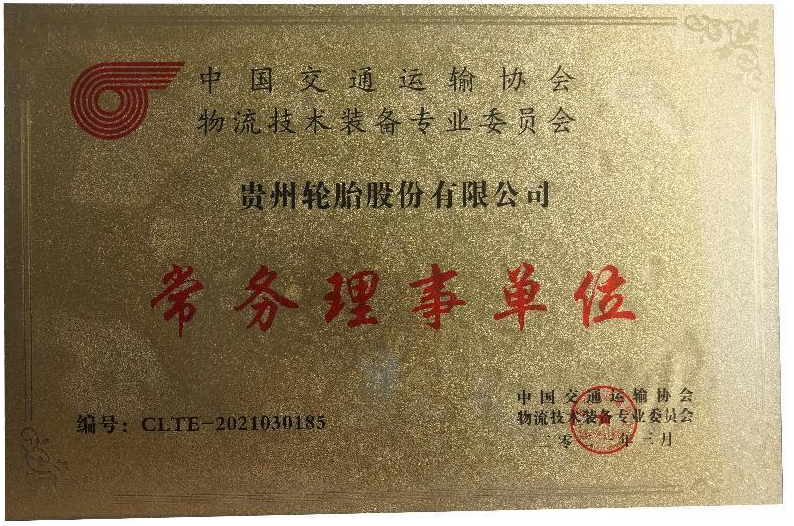 中国交通运输协会
物流技术装备专业委员会
贵州轮胎股份有限公司
常务理事单位
编号：CLTE-2021030185
中国交通运输协会
物流技术装备专业委员会
二零二一年三月